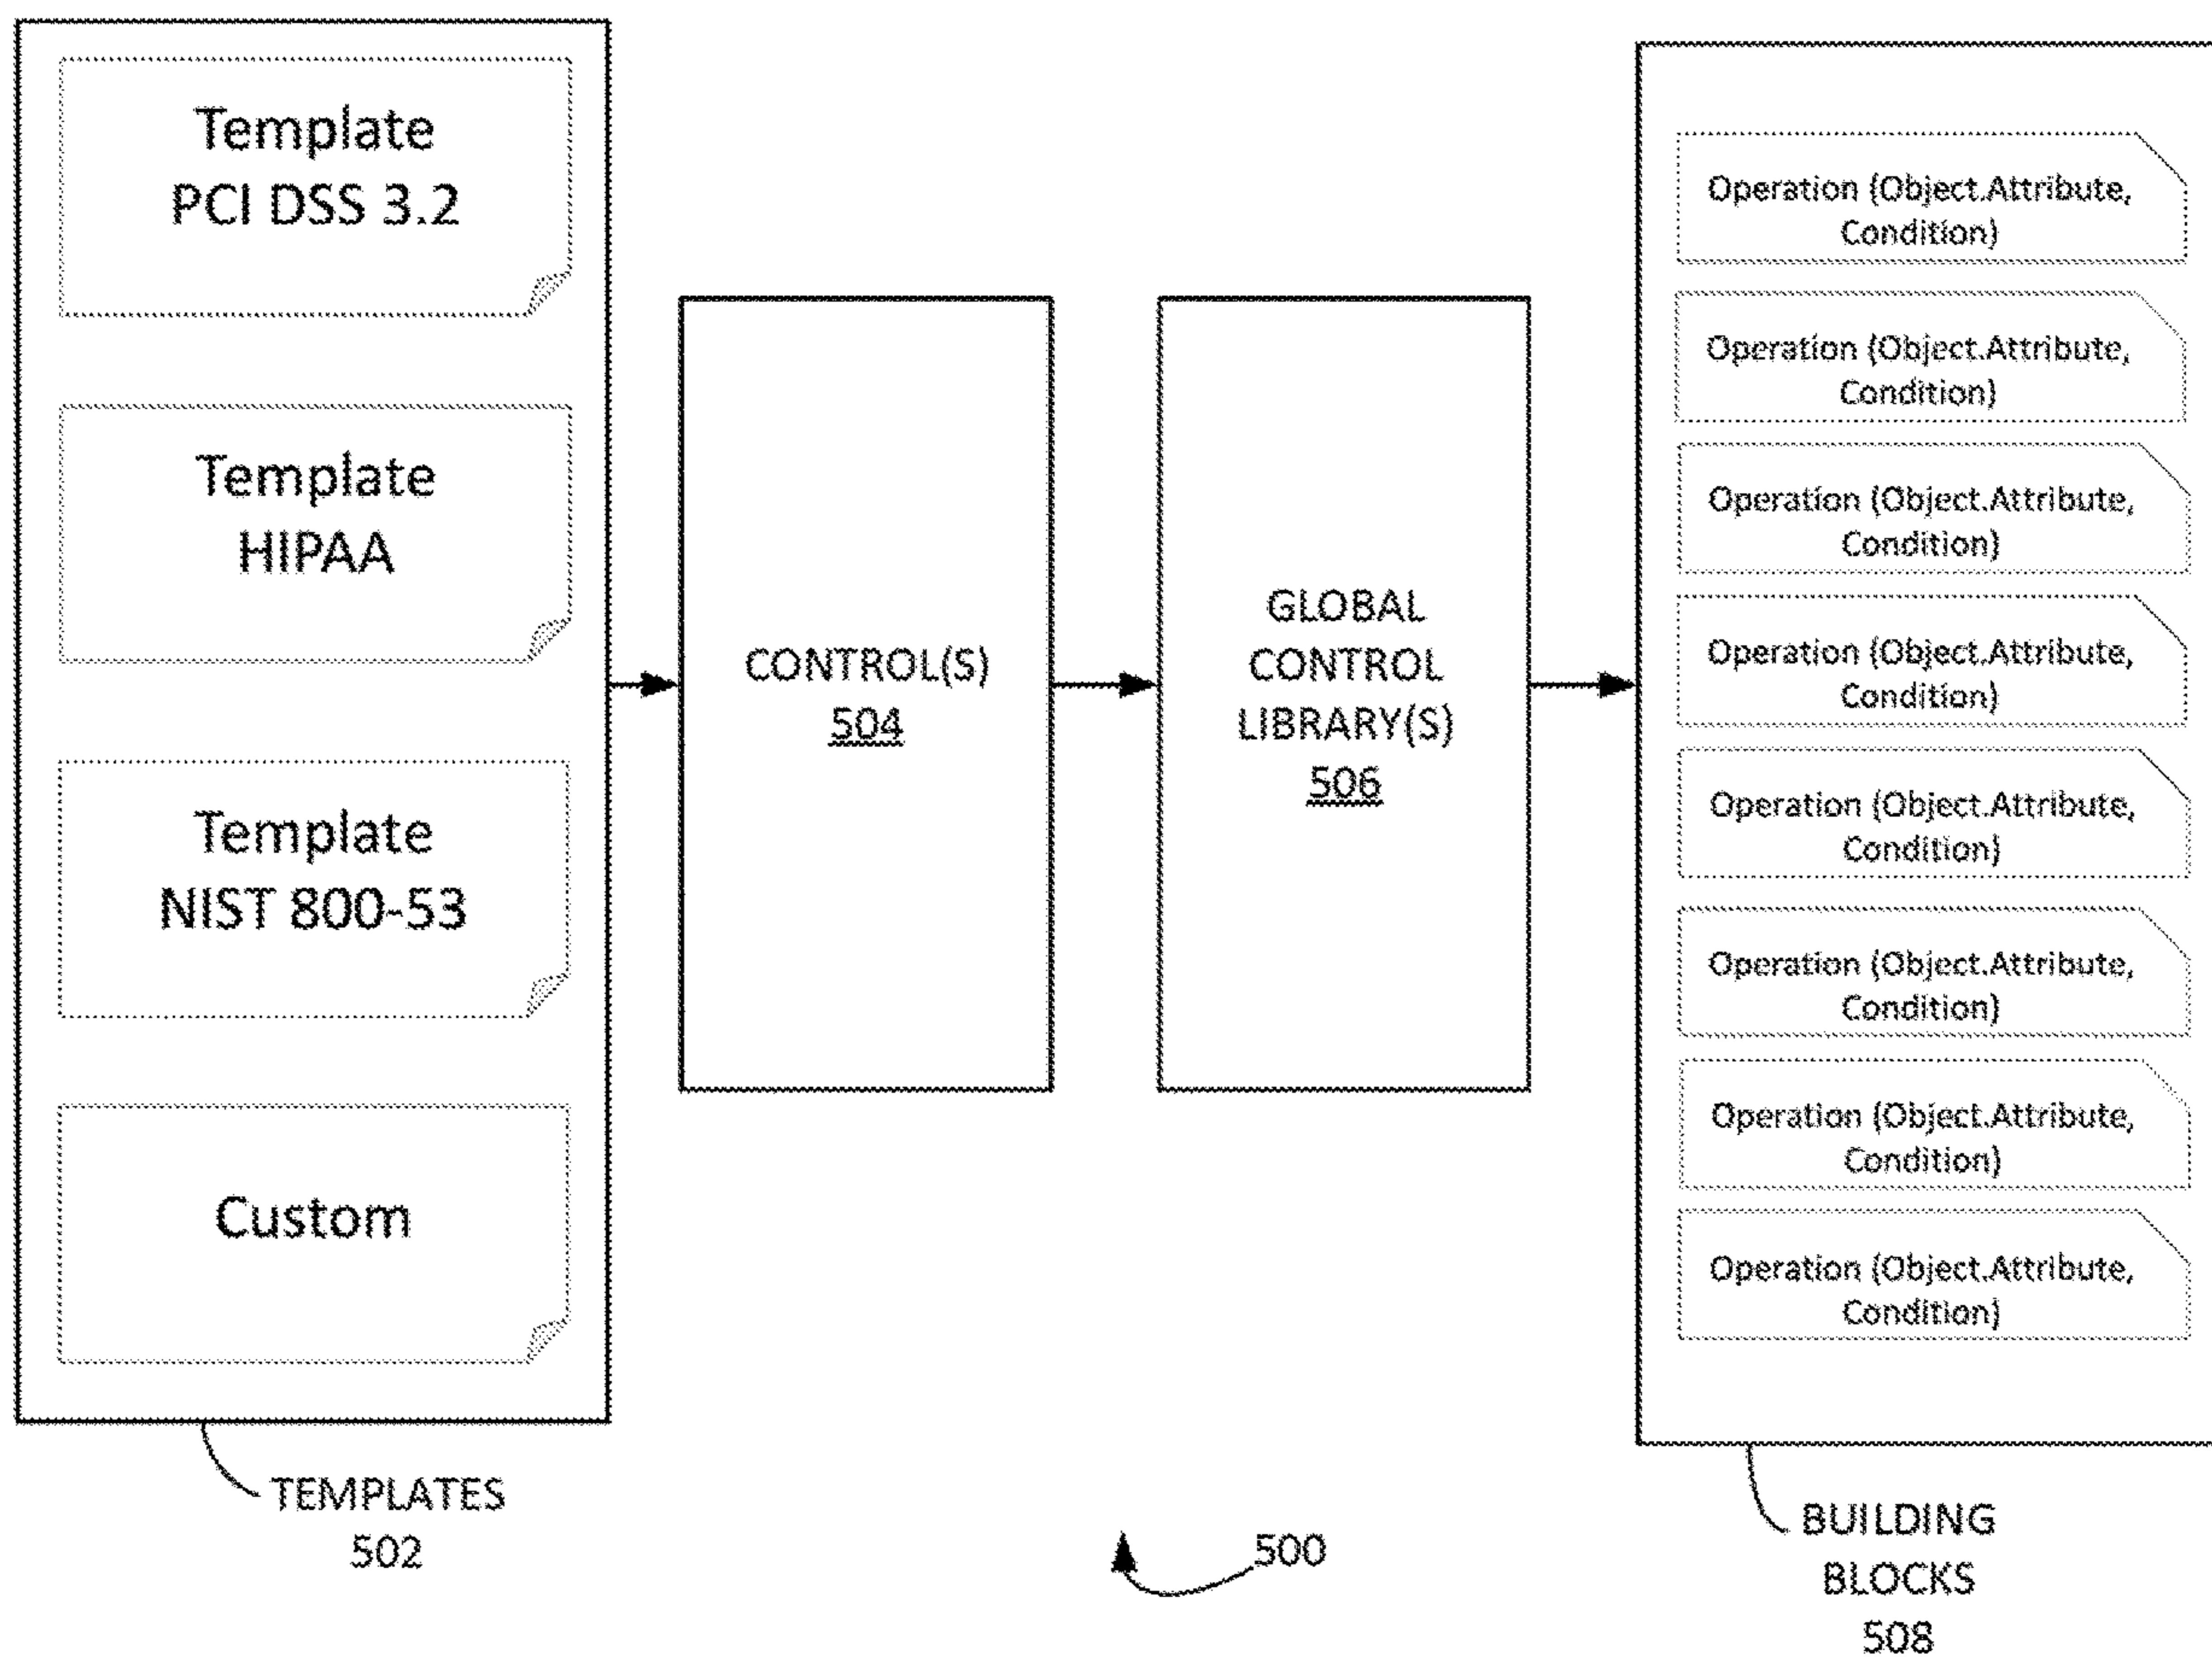 Template
PCI DSS 3.2
Template
HIPAA
Template
NIST 800-53
Custom
TEMPLATES
502
CONTROL(S)
504
GLOBAL
CONTROL
LIBRARY(S)
506
Operation (Object.Attribute,
Condition)
Operation (Object.Attribute,
Condition)
Operation (Object.Attribute,
Condition)
Operation (Object.Attribute,
Condition)
Operation (Object.Attribute,
Condition)
Operation (Object.Attribute,
Condition)
Operation (Object.Attribute,
Condition)
Operation (Object.Attribute,
Condition)
BUILDING
BLOCKS
508
500